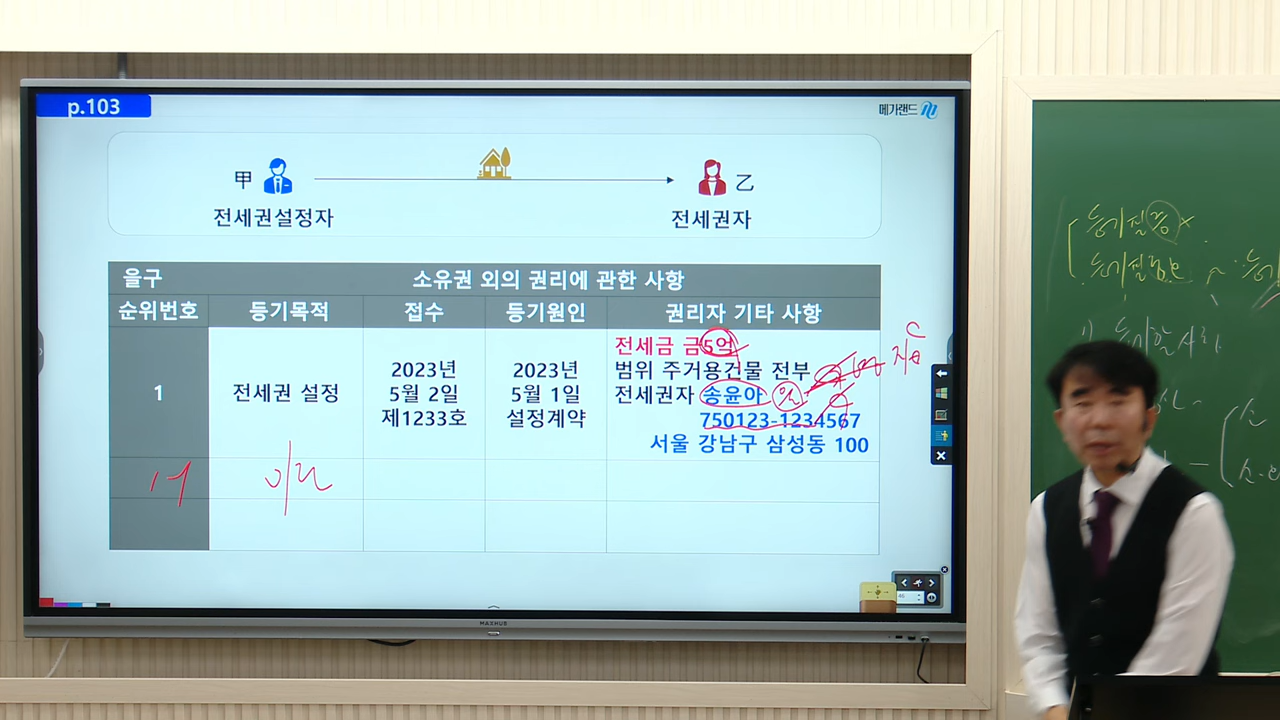 p.103
메가랜드
甲
乙
전세권설정자
전세권자
을구
소유권 외의 권리에 관한 사항
순위번호 등기목적 접수 등기원인 권리자 기타 사항
1
전세권 설정
2023년
5월 2일
제1233호
2023년
5월 1일
설정계약
전세금 금5억
범위 주거용건물 전부
전세권자 송윤아
750123-1234567
서울 강남구 삼성동 100
MAXHUB